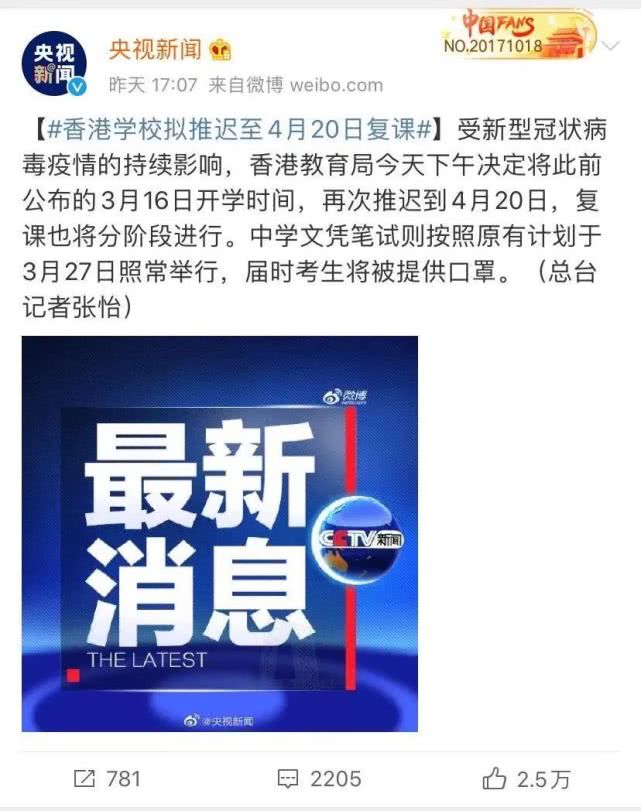 央视新闻
中国FANS
NO.20171018
昨天 17:07 来自微博 weibo.com
央视
新闻
【#香港学校拟推迟至4月20日复课#】受新型冠状病
毒疫情的持续影响，香港教育局今天下午决定将此前
公布的3月16日开学时间，再次推迟到4月20日，复
课也将分阶段进行。中学文凭笔试则按照原有计划于
3月27日照常举行，届时考生将被提供口罩。（总台
记者张怡）
微博
最新
消息
CCTV新闻
THE LATEST
@央视新闻
781
2205
2.5万